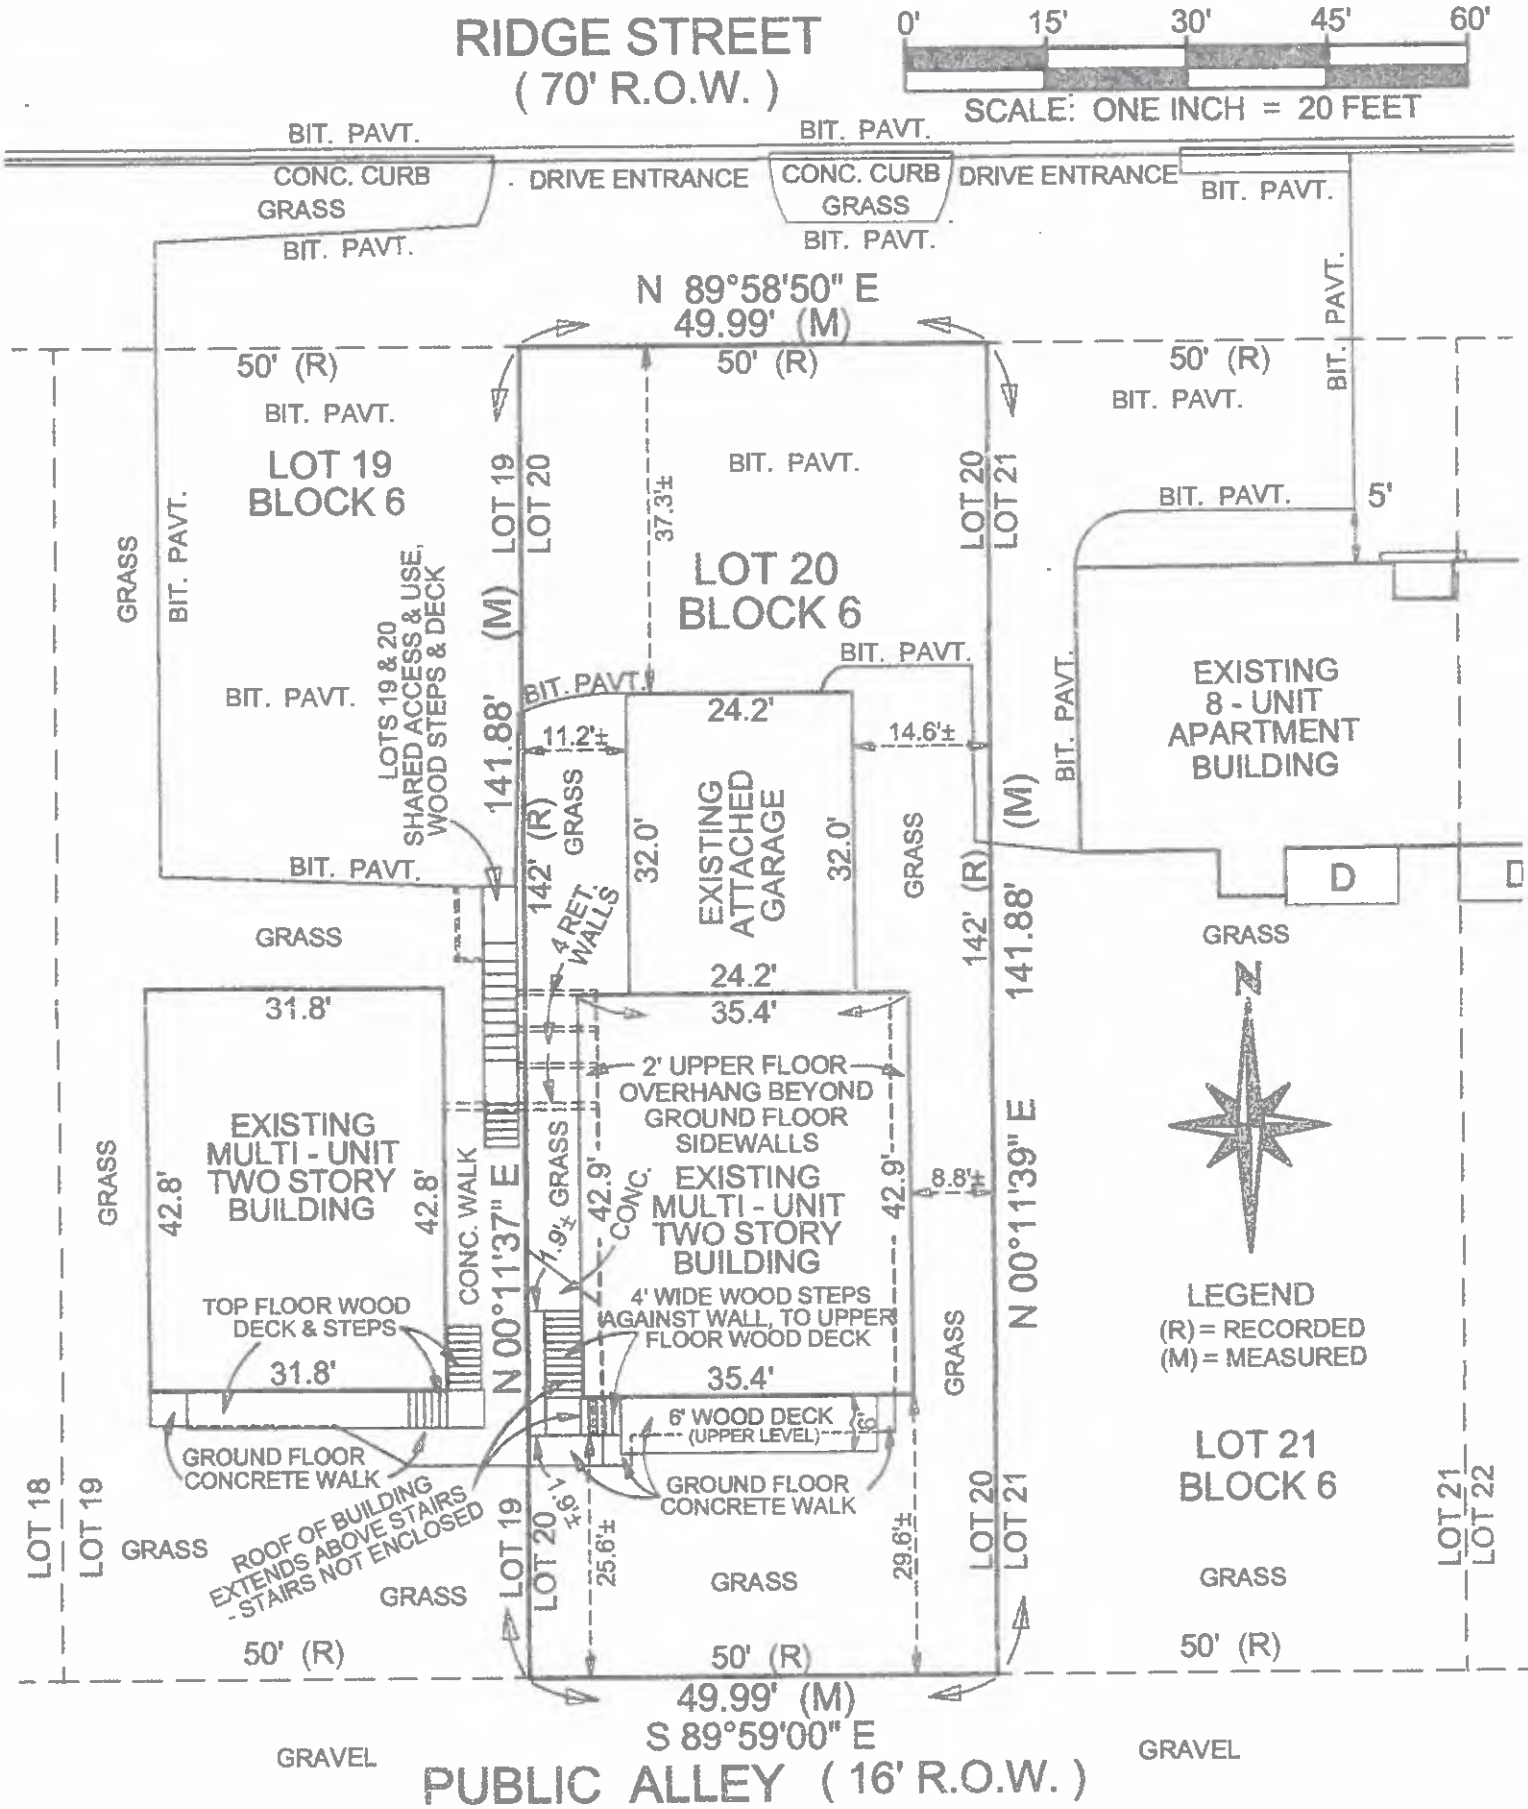 RIDGE STREET
( 70' R.O.W. )
0' 15' 30' 45' 60'
SCALE: ONE INCH = 20 FEET
BIT. PAVT.
BIT. PAVT.
CONC. CURB
GRASS
BIT. PAVT.
DRIVE ENTRANCE
CONC. CURB
GRASS
BIT. PAVT.
DRIVE ENTRANCE
BIT. PAVT.
BIT. PAVT.
BIT. PAVT.
N 89°58'50" E
49.99' (M)
50' (R)
50' (R)
50' (R)
BIT. PAVT.
LOT 19
BLOCK 6
GRASS
BIT. PAVT.
BIT. PAVT.
LOTS 19 & 20
SHARED ACCESS & USE,
WOOD STEPS & DECK
BIT. PAVT.
GRASS
LOT 19
LOT 20
141.88' (M)
142' (R)
37.3'±
BIT. PAVT.
LOT 20
BLOCK 6
BIT. PAVT.
BIT. PAVT.
24.2'
11.2'±
14.6'±
GRASS
32.0'
EXISTING
ATTACHED
GARAGE
32.0'
GRASS
24.2'
4 RET.
WALLS
LOT 20
LOT 21
BIT. PAVT.
BIT. PAVT.
5'
BIT. PAVT.
EXISTING
8 - UNIT
APARTMENT
BUILDING
D
D
GRASS
142' (R)
141.88' (M)
N
31.8'
EXISTING
MULTI - UNIT
TWO STORY
BUILDING
42.8'
42.8'
GRASS
CONC. WALK
N 00°11'37" E
TOP FLOOR WOOD
DECK & STEPS
31.8'
GROUND FLOOR
CONCRETE WALK
35.4'
2' UPPER FLOOR
OVERHANG BEYOND
GROUND FLOOR
SIDEWALLS
EXISTING
MULTI - UNIT
TWO STORY
BUILDING
GRASS
1.9'±
42.9'
CONC.
42.9'
8.8'±
4' WIDE WOOD STEPS
AGAINST WALL, TO UPPER
FLOOR WOOD DECK
35.4'
6' WOOD DECK
(UPPER LEVEL)
6'
GROUND FLOOR
CONCRETE WALK
GRASS
N 00°11'39" E
LEGEND
(R) = RECORDED
(M) = MEASURED
LOT 21
BLOCK 6
ROOF OF BUILDING
EXTENDS ABOVE STAIRS
- STAIRS NOT ENCLOSED
LOT 18
LOT 19
GRASS
GRASS
LOT 19
LOT 20
1.9'±
25.6'±
GRASS
29.6'±
LOT 20
LOT 21
GRASS
LOT 21
LOT 22
50' (R)
50' (R)
50' (R)
49.99' (M)
S 89°59'00" E
GRAVEL
GRAVEL
PUBLIC ALLEY ( 16' R.O.W. )